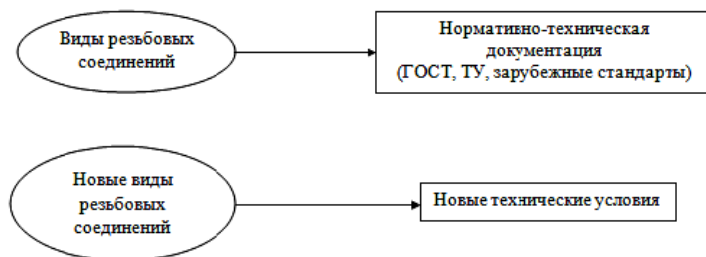 Виды резьбовых
соединений
Нормативно-техническая
документация
(ГОСТ, ТУ, зарубежные стандарты)
Новые виды
резьбовых
соединений
Новые технические условия